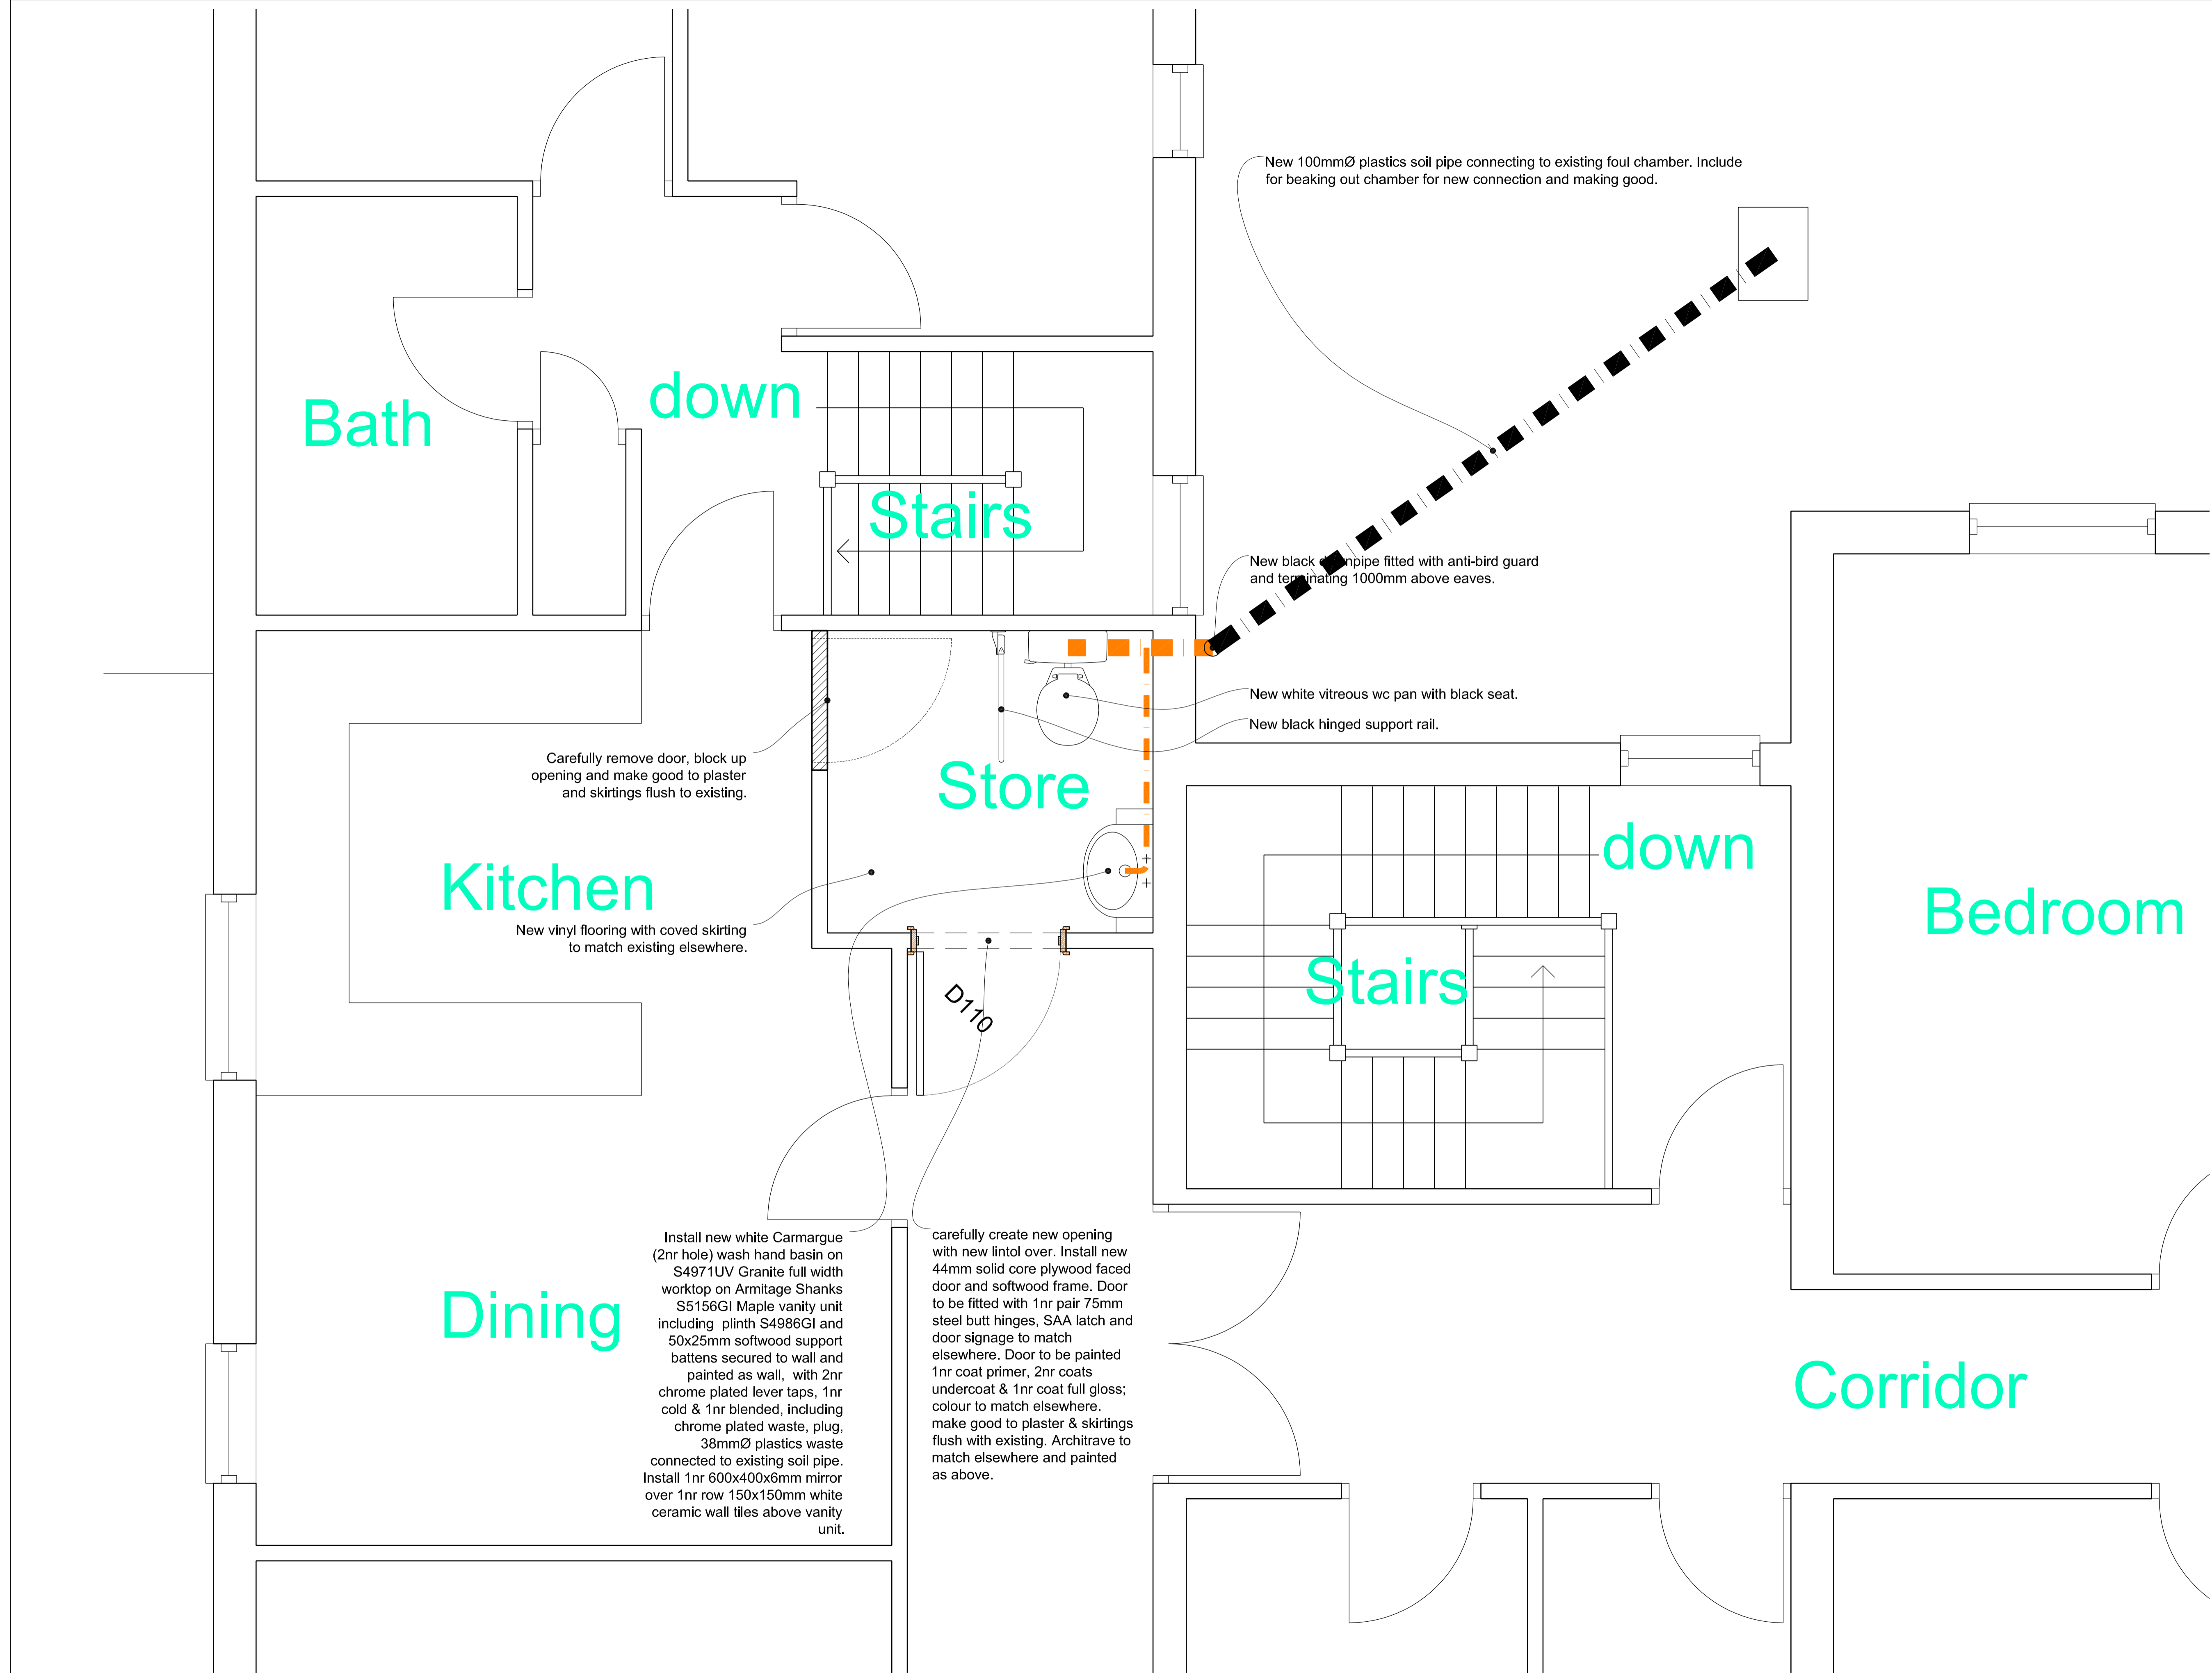 New 100mmØ plastics soil pipe connecting to existing foul chamber. Include
for beaking out chamber for new connection and making good.
Bath
down
Stairs
New black downpipe fitted with anti-bird guard
and terminating 1000mm above eaves.
New white vitreous wc pan with black seat.
New black hinged support rail.
Carefully remove door, block up
opening and make good to plaster
and skirtings flush to existing.
Store
down
Kitchen
Bedroom
New vinyl flooring with coved skirting
to match existing elsewhere.
Stairs
D110
Install new white Carmargue
(2nr hole) wash hand basin on
S4971UV Granite full width
worktop on Armitage Shanks
S5156GI Maple vanity unit
including plinth S4986GI and
50x25mm softwood support
battens secured to wall and
painted as wall, with 2nr
chrome plated lever taps, 1nr
cold & 1nr blended, including
chrome plated waste, plug,
38mmØ plastics waste
connected to existing soil pipe.
Install 1nr 600x400x6mm mirror
over 1nr row 150x150mm white
ceramic wall tiles above vanity
unit.
carefully create new opening
with new lintol over. Install new
44mm solid core plywood faced
door and softwood frame. Door
to be fitted with 1nr pair 75mm
steel butt hinges, SAA latch and
door signage to match
elsewhere. Door to be painted
1nr coat primer, 2nr coats
undercoat & 1nr coat full gloss;
colour to match elsewhere.
make good to plaster & skirtings
flush with existing. Architrave to
match elsewhere and painted
as above.
Dining
Corridor